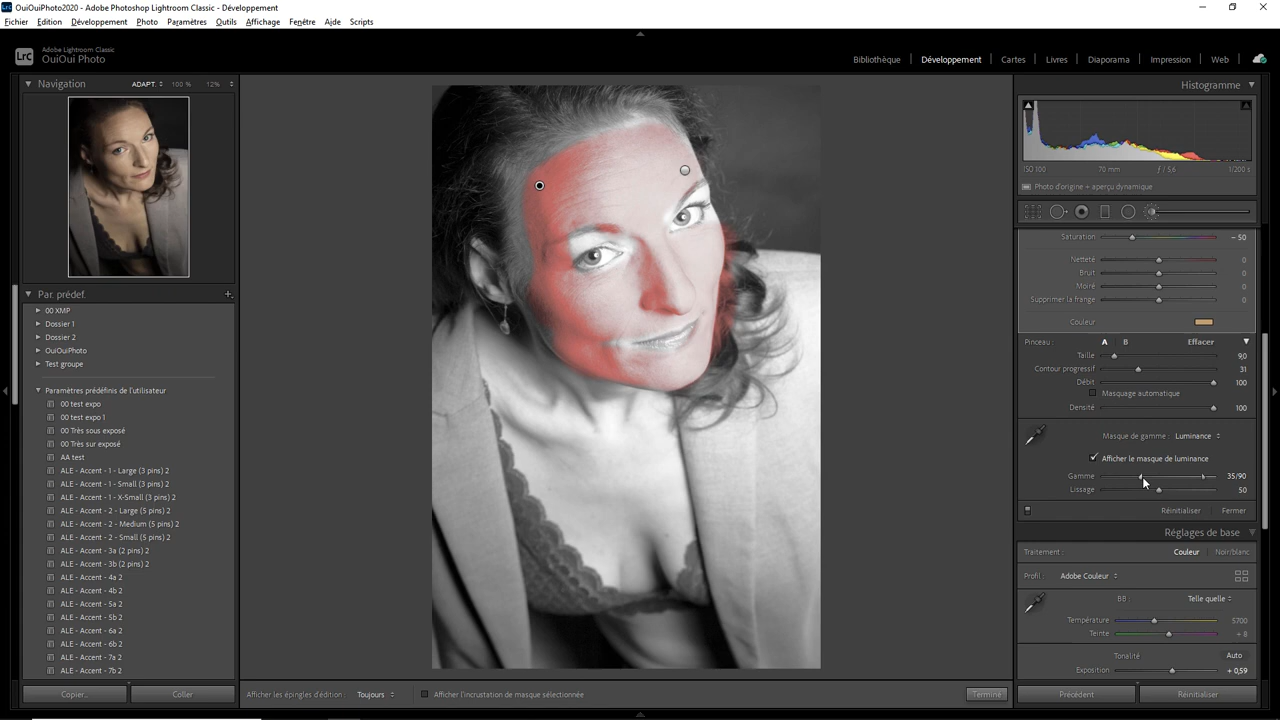 OuiOuiPhoto2020 - Adobe Photoshop Lightroom Classic - Développement
Fichier Edition Développement Photo Paramètres Outils Affichage Fenêtre Aide Scripts
Lrc
Adobe Lightroom Classic
OuiOui Photo
Bibliothèque Développement Cartes Livres Diaporama Impression Web
Navigation ADAPT. 100 % 12%
Par. prédef.
00 XMP
Dossier 1
Dossier 2
OuiOuiPhoto
Test groupe
Paramètres prédéfinis de l'utilisateur
00 test expo
00 test expo 1
00 Très sous exposé
00 Très sur exposé
AA test
ALE - Accent - 1 - Large (3 pins) 2
ALE - Accent - 1 - Small (3 pins) 2
ALE - Accent - 1 - X-Small (3 pins) 2
ALE - Accent - 2 - Large (5 pins) 2
ALE - Accent - 2 - Medium (5 pins) 2
ALE - Accent - 2 - Small (5 pins) 2
ALE - Accent - 3a (2 pins) 2
ALE - Accent - 3b (2 pins) 2
ALE - Accent - 4a 2
ALE - Accent - 4b 2
ALE - Accent - 5a 2
ALE - Accent - 5b 2
ALE - Accent - 6a 2
ALE - Accent - 6b 2
ALE - Accent - 7a 2
ALE - Accent - 7b 2
Copier... Coller
Afficher les épingles d'édition : Toujours Afficher l'incrustation de masque sélectionnée Terminé
Histogramme
ISO 100 70 mm ƒ / 5,6 1/200 s
Photo d'origine + aperçu dynamique
Saturation - 50
Netteté 0
Bruit 0
Moiré 0
Supprimer la frange 0
Couleur
Pinceau : A B Effacer
Taille 9,0
Contour progressif 31
Débit 100
Masquage automatique
Densité 100
Masque de gamme : Luminance
Afficher le masque de luminance
Gamme 35/90
Lissage 50
Réinitialiser Fermer
Réglages de base
Traitement : Couleur Noir/blanc
Profil : Adobe Couleur
BB : Telle quelle
Température 5700
Teinte + 8
Tonalité Auto
Exposition + 0,59
Précédent Réinitialiser